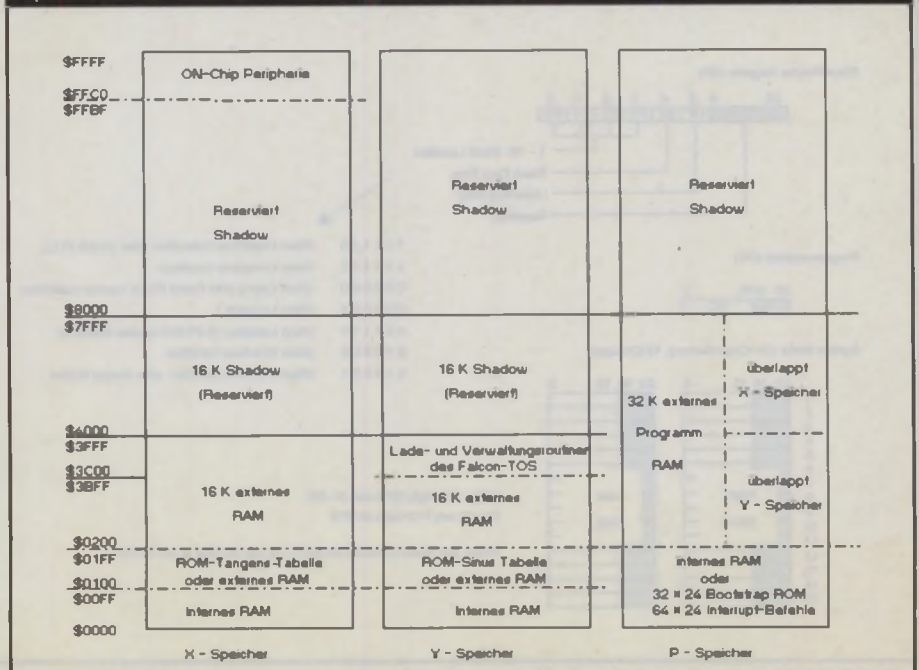 $FFFF
ON-Chip Peripherie
$FFC0
$FFBF
Reserviert
Shadow
Reserviert
Shadow
Reserviert
Shadow
$8000
$7FFF
16 K Shadow
(Reserviert)
16 K Shadow
(Reserviert)
32 K externes
Programm
RAM
überlappt
X - Speicher
überlappt
Y - Speicher
$4000
$3FFF
Lade- und Verwaltungsroutinen
des Falcon-TOS
$3C00
$3BFF
16 K externes
RAM
16 K externes
RAM
$0200
$01FF
ROM-Tangens-Tabelle
oder externes RAM
ROM-Sinus Tabelle
oder externes RAM
internes RAM
oder
32 * 24 Bootstrap ROM
64 * 24 Interrupt-Befehle
$0100
$00FF
Internes RAM
Internes RAM
$0000
X - Speicher
Y - Speicher
P - Speicher